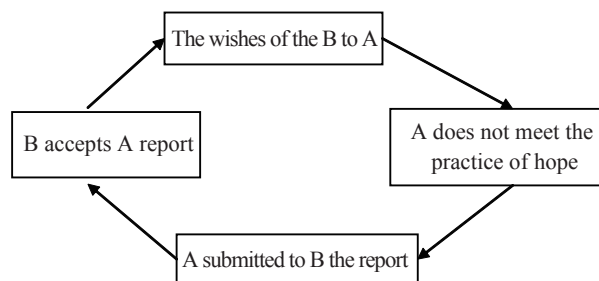 The wishes of the B to A
B accepts A report
A does not meet the
practice of hope
A submitted to B the report